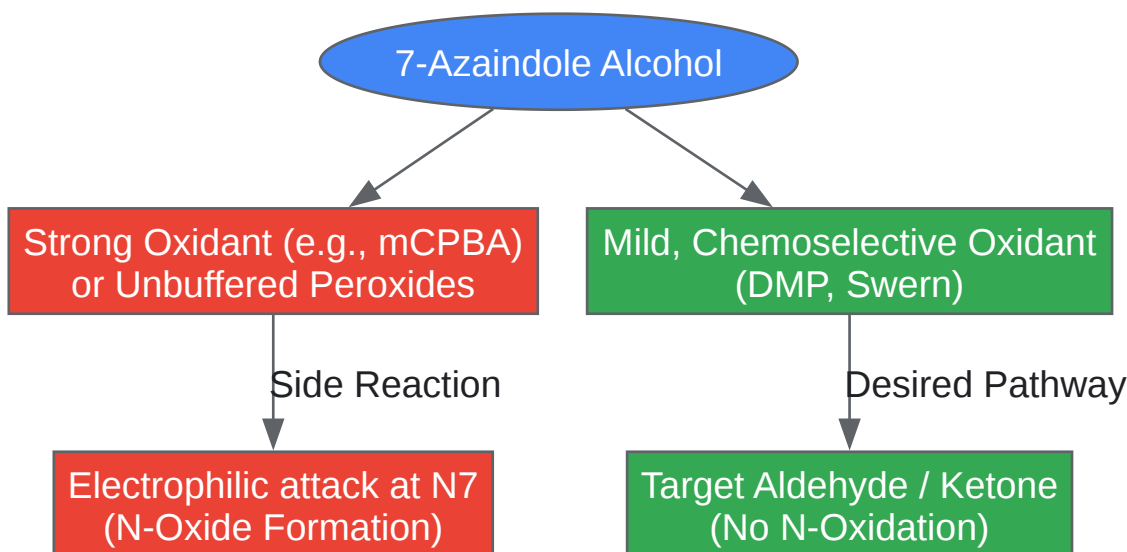 7-Azaindole Alcohol
Strong Oxidant (e.g., mCPBA)
or Unbuffered Peroxides
Mild, Chemoselective Oxidant
(DMP, Swern)
Side Reaction
Desired Pathway
Electrophilic attack at N7
(N-Oxide Formation)
Target Aldehyde / Ketone
(No N-Oxidation)